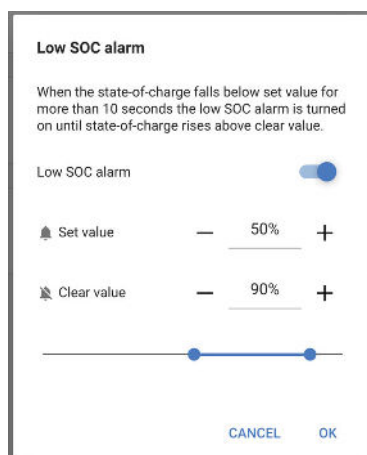 Low SOC alarm
When the state-of-charge falls below set value for
more than 10 seconds the low SOC alarm is turned
on until state-of-charge rises above clear value.
Low SOC alarm
Set value — 50% +
Clear value — 90% +
CANCEL OK